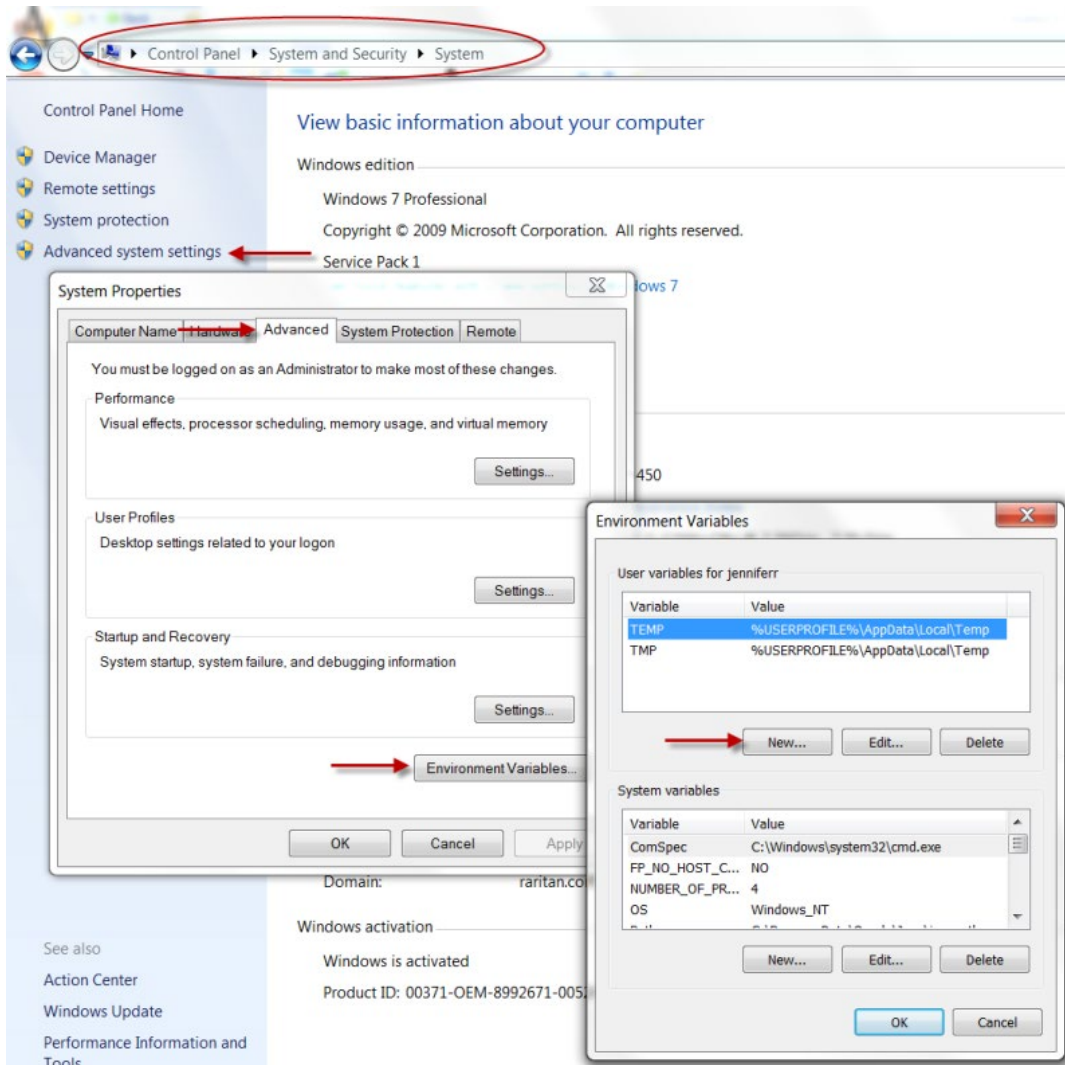 Control Panel System and Security System
Control Panel Home
Device Manager
Remote settings
System protection
Advanced system settings
View basic information about your computer
Windows edition
Windows 7 Professional
Copyright © 2009 Microsoft Corporation. All rights reserved.
Service Pack 1
dows 7
System Properties
Computer Name Hardware Advanced System Protection Remote
You must be logged on as an Administrator to make most of these changes.
Performance
Visual effects, processor scheduling, memory usage, and virtual memory
Settings...
User Profiles
Desktop settings related to your logon
Settings...
Startup and Recovery
System startup, system failure, and debugging information
Settings...
Environment Variables...
OK Cancel Apply
450
Environment Variables
User variables for jenniferr
Variable Value
TEMP %USERPROFILE%\AppData\Local\Temp
TMP %USERPROFILE%\AppData\Local\Temp
New... Edit... Delete
System variables
Variable Value
ComSpec C:\Windows\system32\cmd.exe
FP_NO_HOST_C... NO
NUMBER_OF_PR... 4
OS Windows_NT
New... Edit... Delete
OK Cancel
Domain: raritan.co
Windows activation
Windows is activated
Product ID: 00371-OEM-8992671-0052
See also
Action Center
Windows Update
Performance Information and
Tools